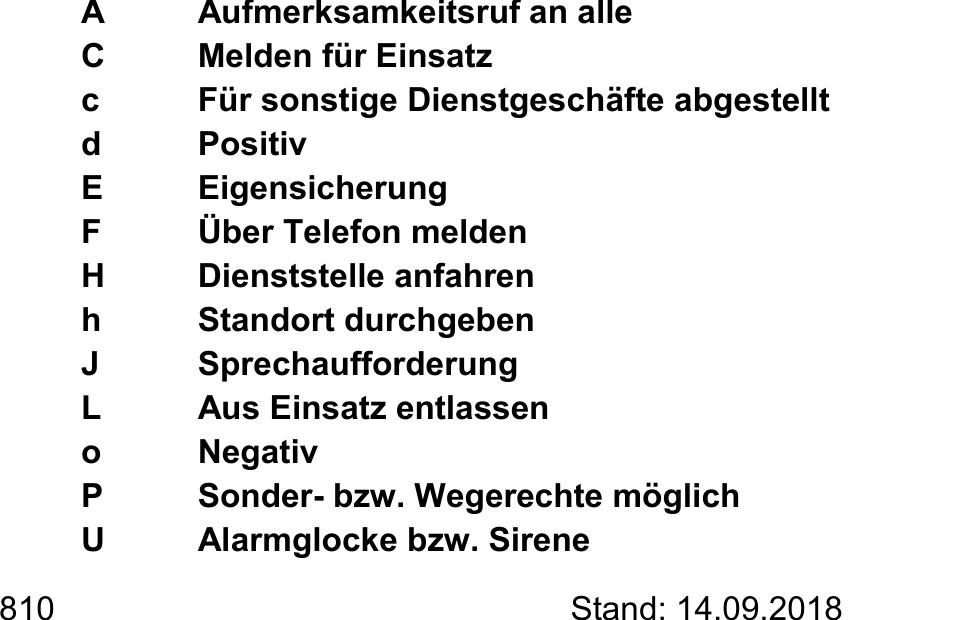 A Aufmerksamkeitsruf an alle
C Melden für Einsatz
c Für sonstige Dienstgeschäfte abgestellt
d Positiv
E Eigensicherung
F Über Telefon melden
H Dienststelle anfahren
h Standort durchgeben
J Sprechaufforderung
L Aus Einsatz entlassen
o Negativ
P Sonder- bzw. Wegerechte möglich
U Alarmglocke bzw. Sirene
810 Stand: 14.09.2018